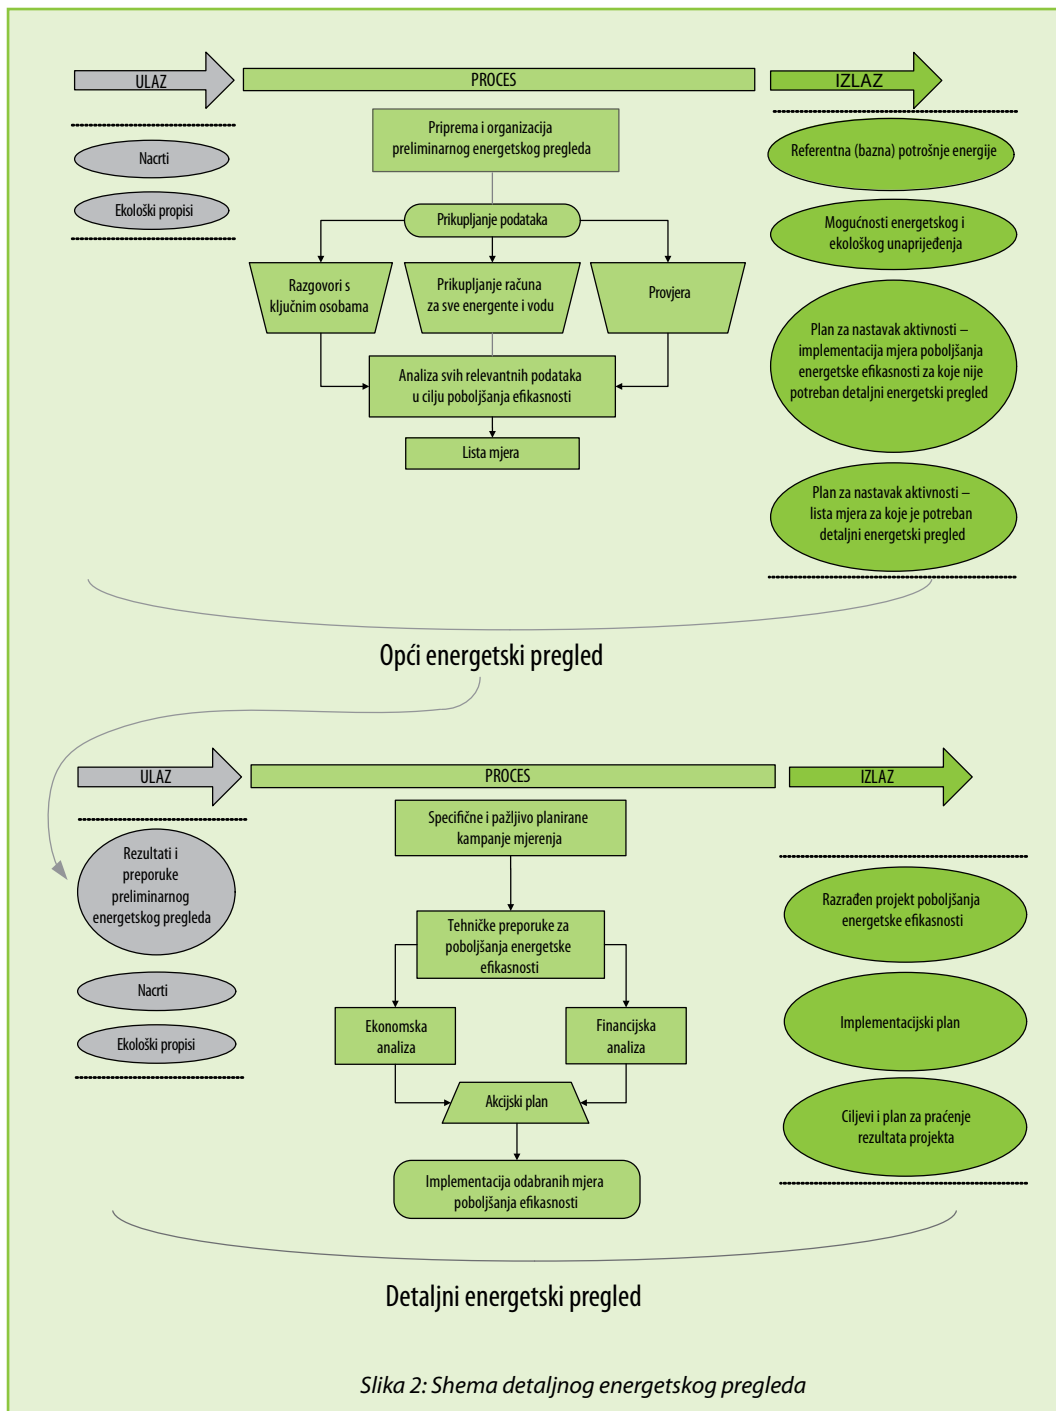 ULAZ
PROCES
IZLAZ
Nacrti
Ekološki propisi
Priprema i organizacija
preliminarnog energetskog pregleda
Prikupljanje podataka
Razgovori s
ključnim osobama
Prikupljanje računa
za sve energente i vodu
Provjera
Analiza svih relevantnih podataka
u cilju poboljšanja efikasnosti
Lista mjera
Referentna (bazna) potrošnje energije
Mogućnosti energetskog i
ekološkog unaprijeđenja
Plan za nastavak aktivnosti –
implementacija mjera poboljšanja
energetske efikasnosti za koje nije
potreban detaljni energetski pregled
Plan za nastavak aktivnosti –
lista mjera za koje je potreban
detaljni energetski pregled
Opći energetski pregled
ULAZ
PROCES
IZLAZ
Rezultati i
preporuke
preliminarnog
energetskog pregleda
Nacrti
Ekološki propisi
Specifične i pažljivo planirane
kampanje mjerenja
Tehničke preporuke za
poboljšanja energetske
efikasnosti
Ekonomska
analiza
Financijska
analiza
Akcijski plan
Implementacija odabranih mjera
poboljšanja efikasnosti
Razrađen projekt poboljšanja
energetske efikasnosti
Implementacijski plan
Ciljevi i plan za praćenje
rezultata projekta
Detaljni energetski pregled
Slika 2: Shema detaljnog energetskog pregleda